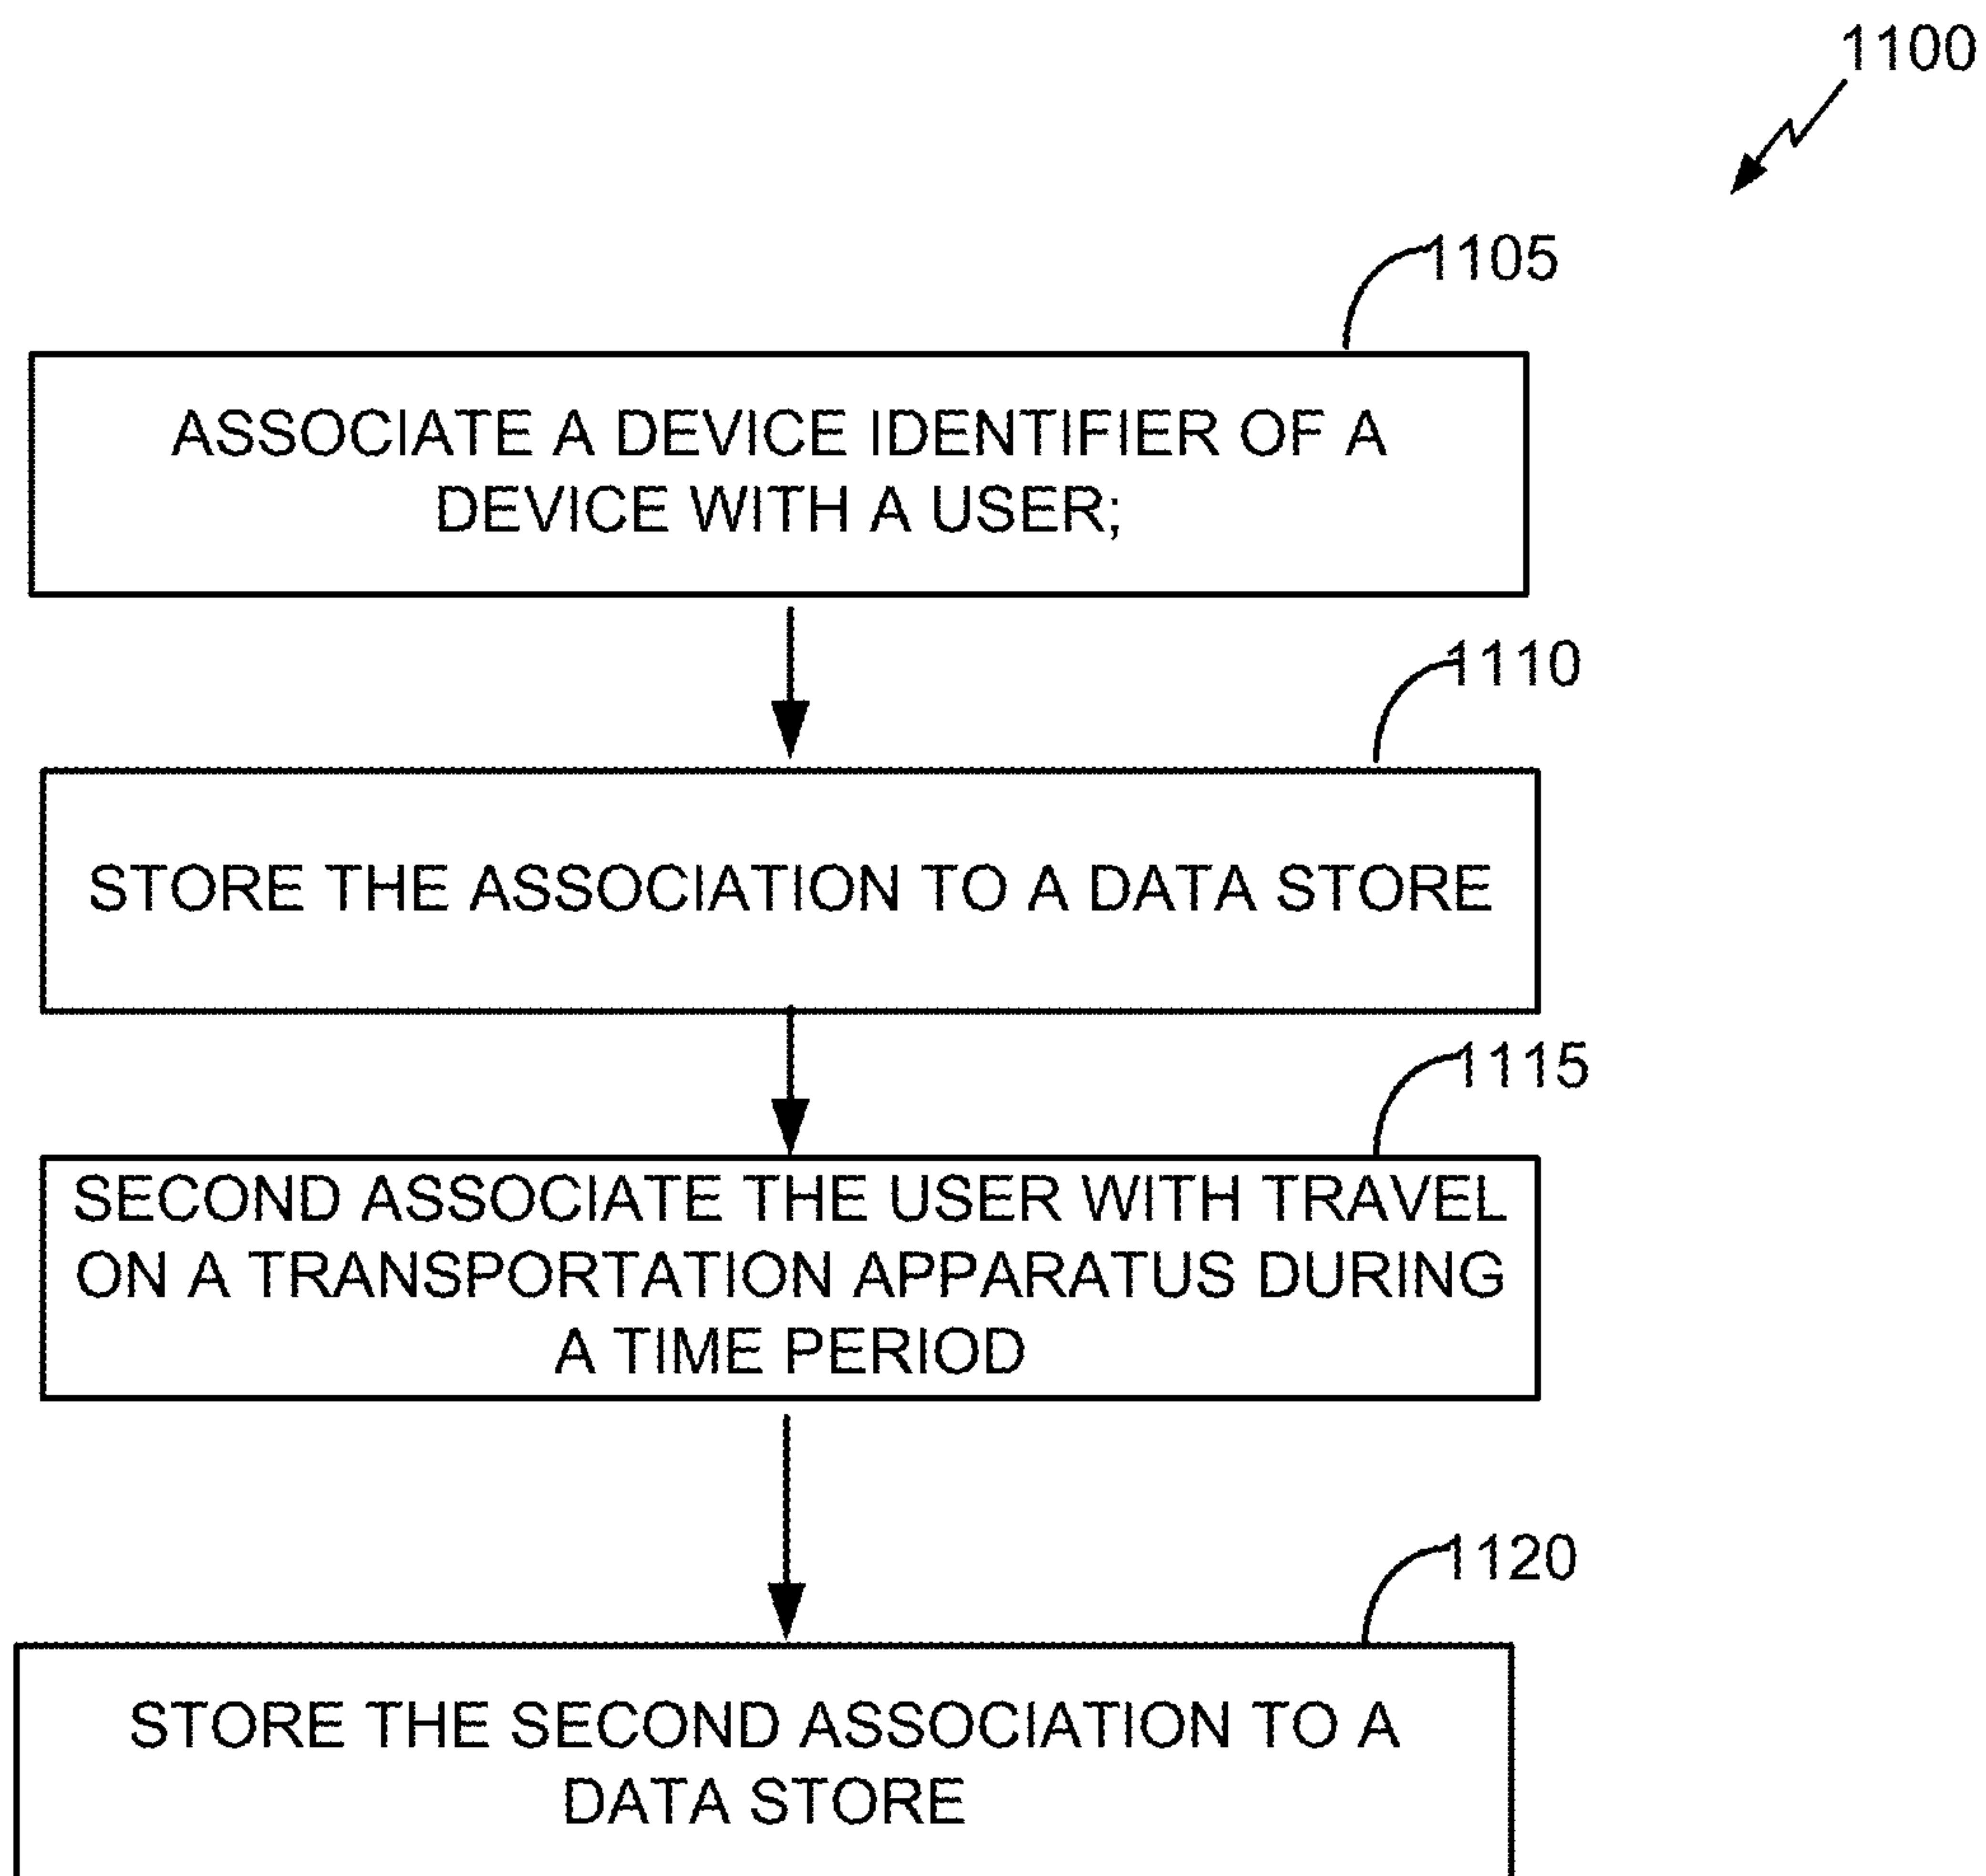 1100
1105
ASSOCIATE A DEVICE IDENTIFIER OF A
DEVICE WITH A USER;
1110
STORE THE ASSOCIATION TO A DATA STORE
1115
SECOND ASSOCIATE THE USER WITH TRAVEL
ON A TRANSPORTATION APPARATUS DURING
A TIME PERIOD
1120
STORE THE SECOND ASSOCIATION TO A
DATA STORE